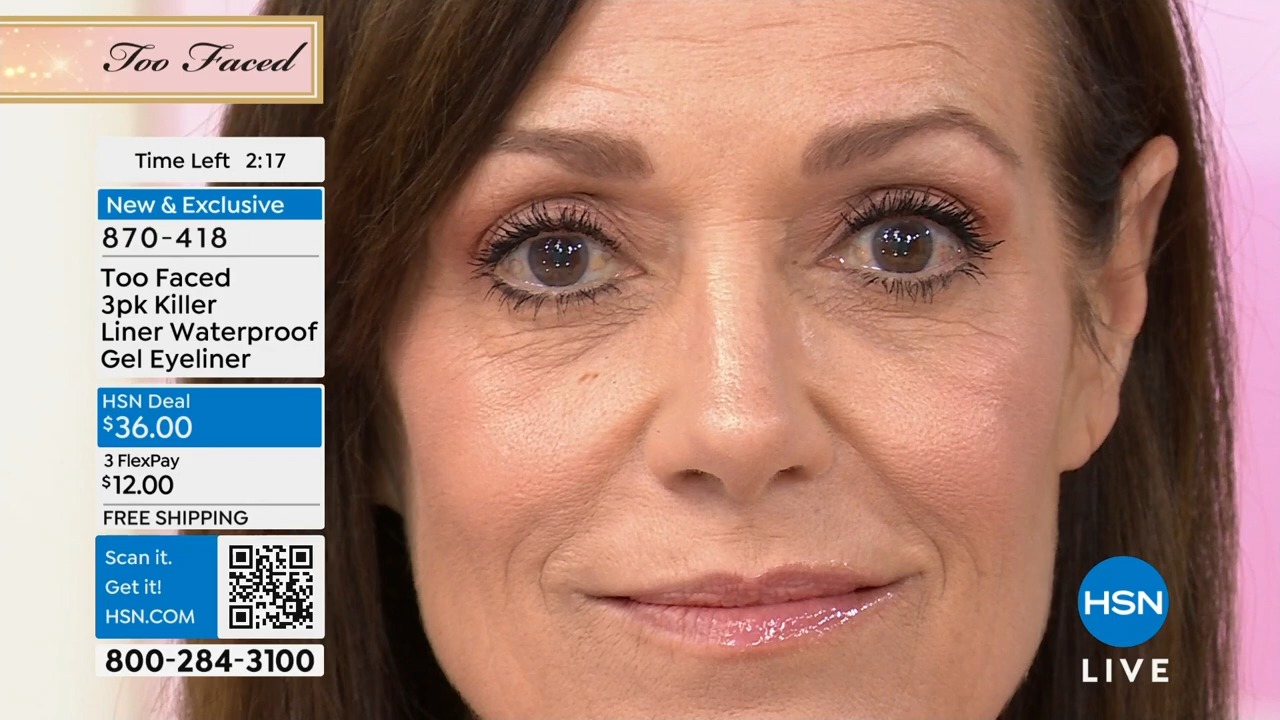 Too Faced
Time Left 2:17
New & Exclusive
870-418
Too Faced
3pk Killer
Liner Waterproof
Gel Eyeliner
HSN Deal
$36.00
3 FlexPay
$12.00
FREE SHIPPING
Scan it.
Get it!
HSN.COM
800-284-3100
HSN
LIVE